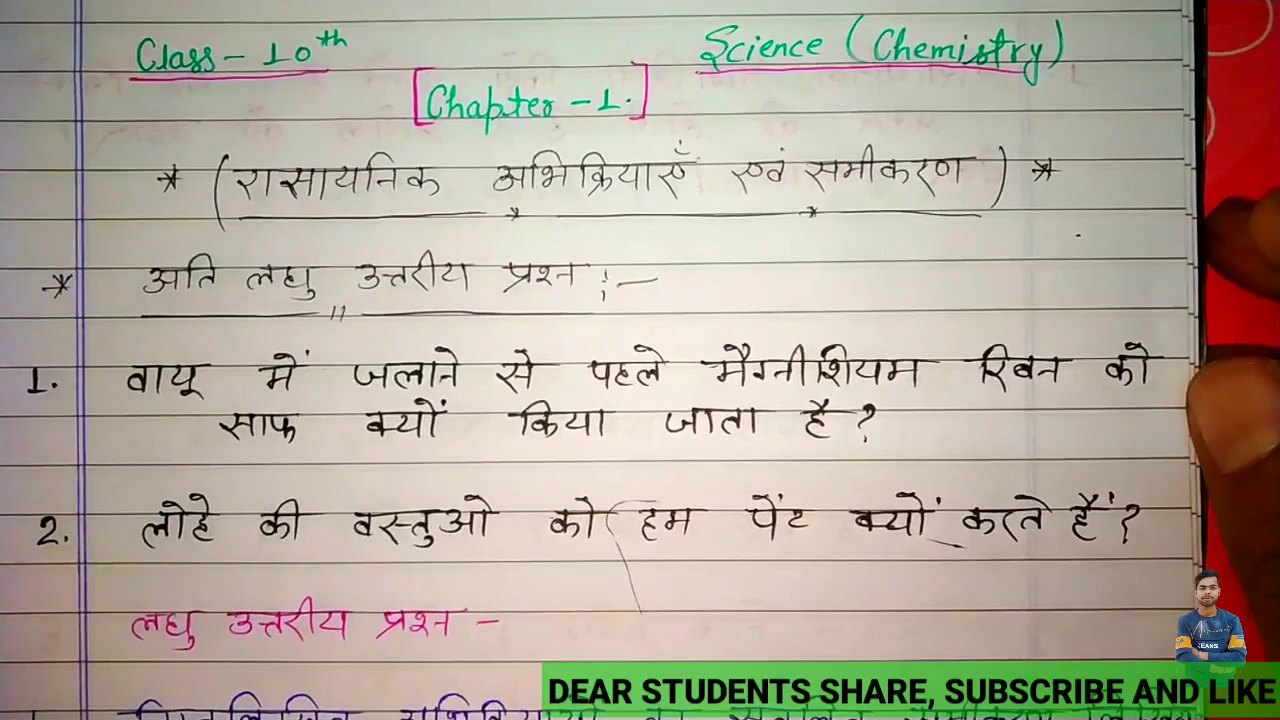 Class - 10th
Science (Chemistry)
[Chapter - 1.]
* (रासायनिक अभिक्रियाएँ एवं समीकरण) *
* अति लघु उत्तरीय प्रश्न :-
1. वायु में जलाने से पहले मैग्नीशियम रिबन को
साफ क्यों किया जाता है ?
2. लोहे की वस्तुओ को हम पेंट क्यों करते हैं ?
लघु उत्तरीय प्रश्न -
DEAR STUDENTS SHARE, SUBSCRIBE AND LIKE